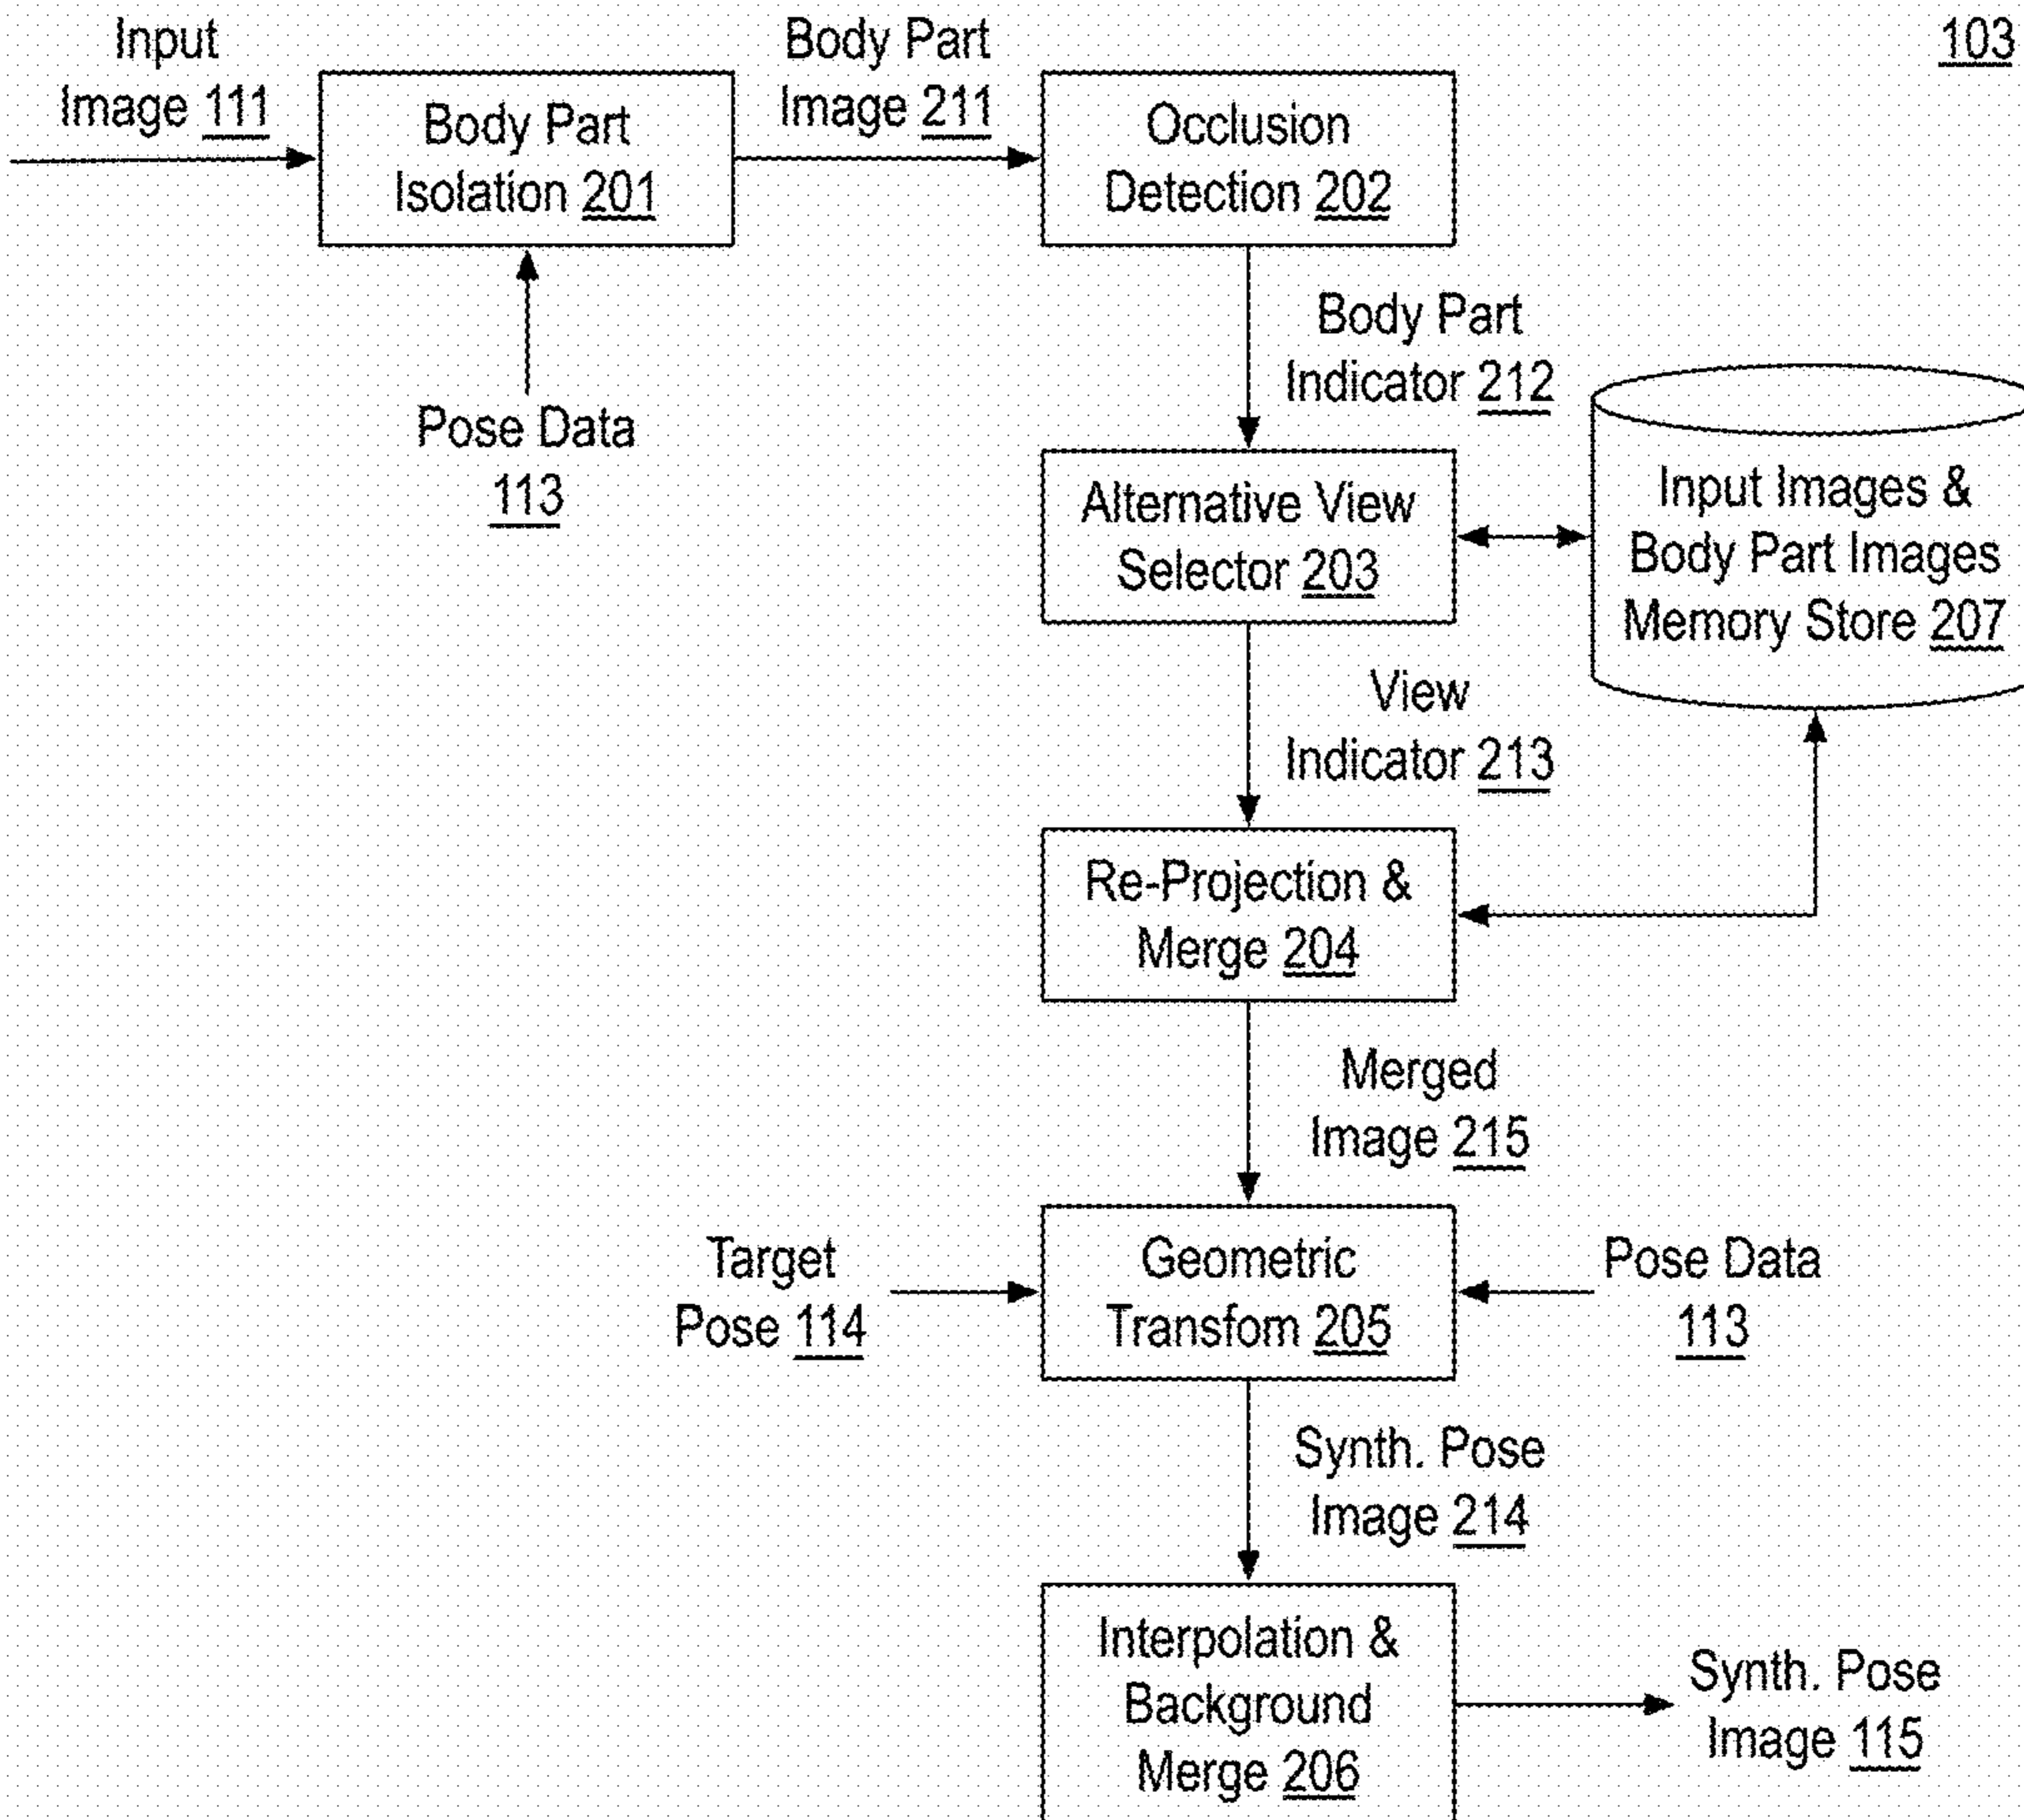 103
Input
Image 111
Body Part
Isolation 201
Body Part
Image 211
Occlusion
Detection 202
Pose Data
113
Body Part
Indicator 212
Alternative View
Selector 203
Input Images &
Body Part Images
Memory Store 207
View
Indicator 213
Re-Projection &
Merge 204
Merged
Image 215
Target
Pose 114
Geometric
Transfom 205
Pose Data
113
Synth. Pose
Image 214
Interpolation &
Background
Merge 206
Synth. Pose
Image 115